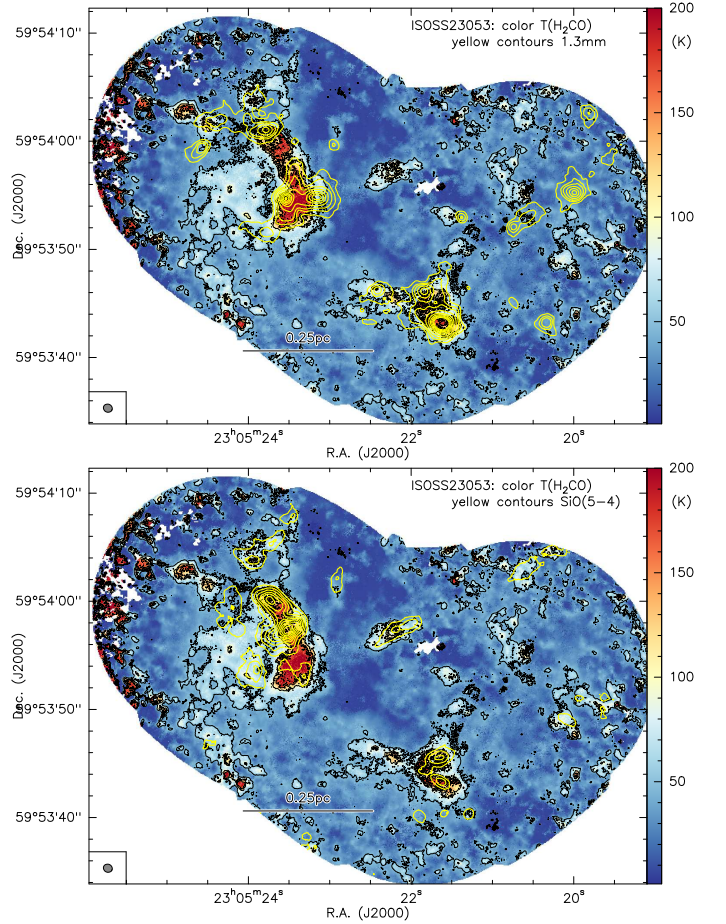 ISOSS23053: color T(H₂CO)
yellow contours 1.3mm
59°54'10"
59°54'00"
59°53'50"
59°53'40"
Dec. (J2000)
0.25pc
23ʰ05ᵐ24ˢ
22ˢ
20ˢ
R.A. (J2000)
200
(K)
150
100
50
ISOSS23053: color T(H₂CO)
yellow contours SiO(5−4)
59°54'10"
59°54'00"
59°53'50"
59°53'40"
Dec. (J2000)
0.25pc
23ʰ05ᵐ24ˢ
22ˢ
20ˢ
R.A. (J2000)
200
(K)
150
100
50